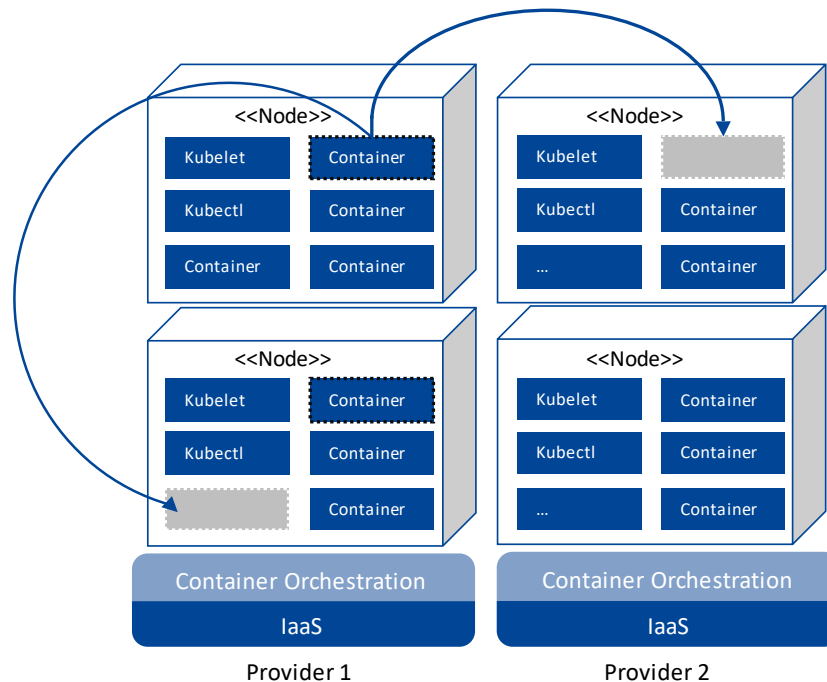 <<Node>>
Kubelet
Container
Kubectl
Container
Container
Container
<<Node>>
Kubelet
Kubectl
Container
...
Container
<<Node>>
Kubelet
Container
Kubectl
Container
Container
<<Node>>
Kubelet
Container
Kubectl
Container
...
Container
Container Orchestration
IaaS
Provider 1
Container Orchestration
IaaS
Provider 2